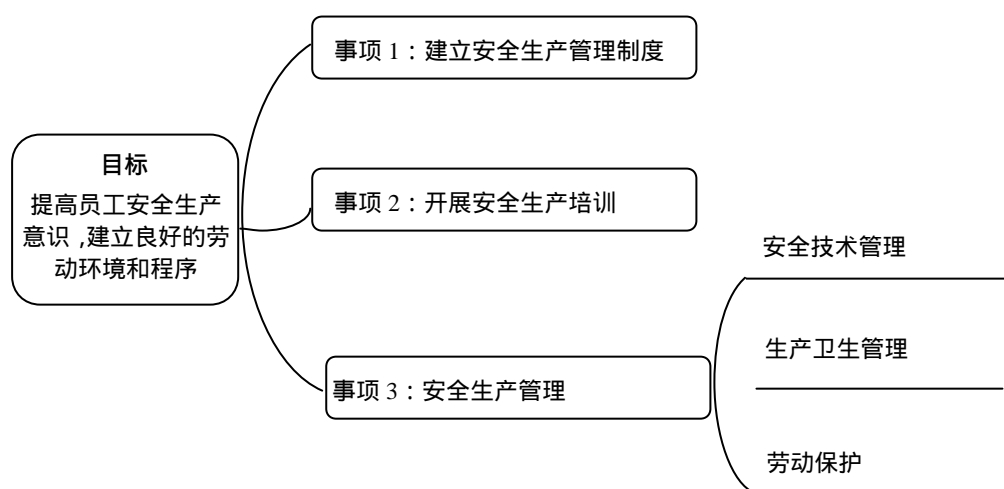 事项 1：建立安全生产管理制度
目标
提高员工安全生产
意识，建立良好的劳
动环境和程序
事项 2：开展安全生产培训
事项 3：安全生产管理
安全技术管理
生产卫生管理
劳动保护